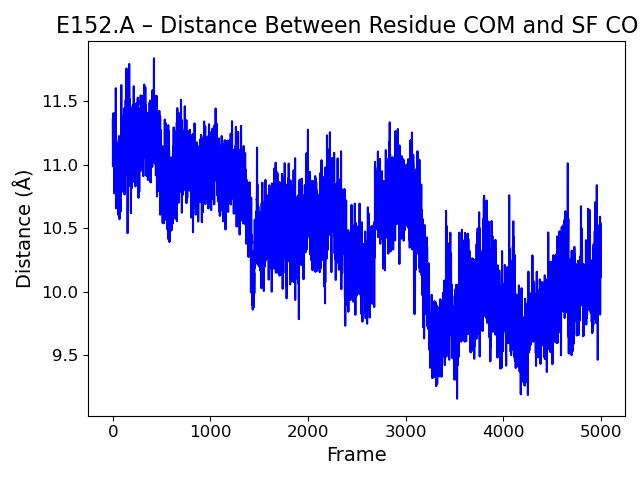 E152.A – Distance Between Residue COM and SF CO
11.5
11.0
10.5
10.0
9.5
Distance (Å)
0 1000 2000 3000 4000 5000
Frame